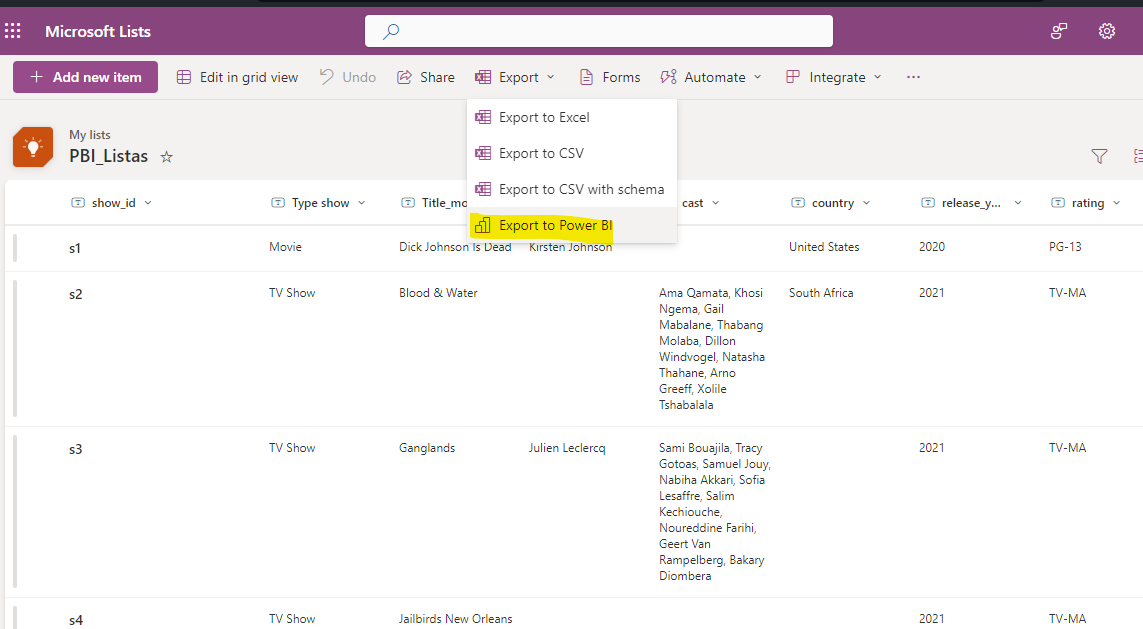 Microsoft Lists
Add new item
Edit in grid view
Undo
Share
Export
Forms
Automate
Integrate
Export to Excel
Export to CSV
Export to CSV with schema
Export to Power BI
My lists
PBI_Listas
show_id
Type show
Title_mo
cast
country
release_y...
rating
s1
Movie
Dick Johnson Is Dead
Kirsten Johnson
United States
2020
PG-13
s2
TV Show
Blood & Water
Ama Qamata, Khosi
Ngema, Gail
Mabalane, Thabang
Molaba, Dillon
Windvogel, Natasha
Thahane, Arno
Greeff, Xolile
Tshabalala
South Africa
2021
TV-MA
s3
TV Show
Ganglands
Julien Leclercq
Sami Bouajila, Tracy
Gotoas, Samuel Jouy,
Nabiha Akkari, Sofia
Lesaffre, Salim
Kechiouche,
Noureddine Farihi,
Geert Van
Rampelberg, Bakary
Diombera
2021
TV-MA
s4
TV Show
Jailbirds New Orleans
2021
TV-MA